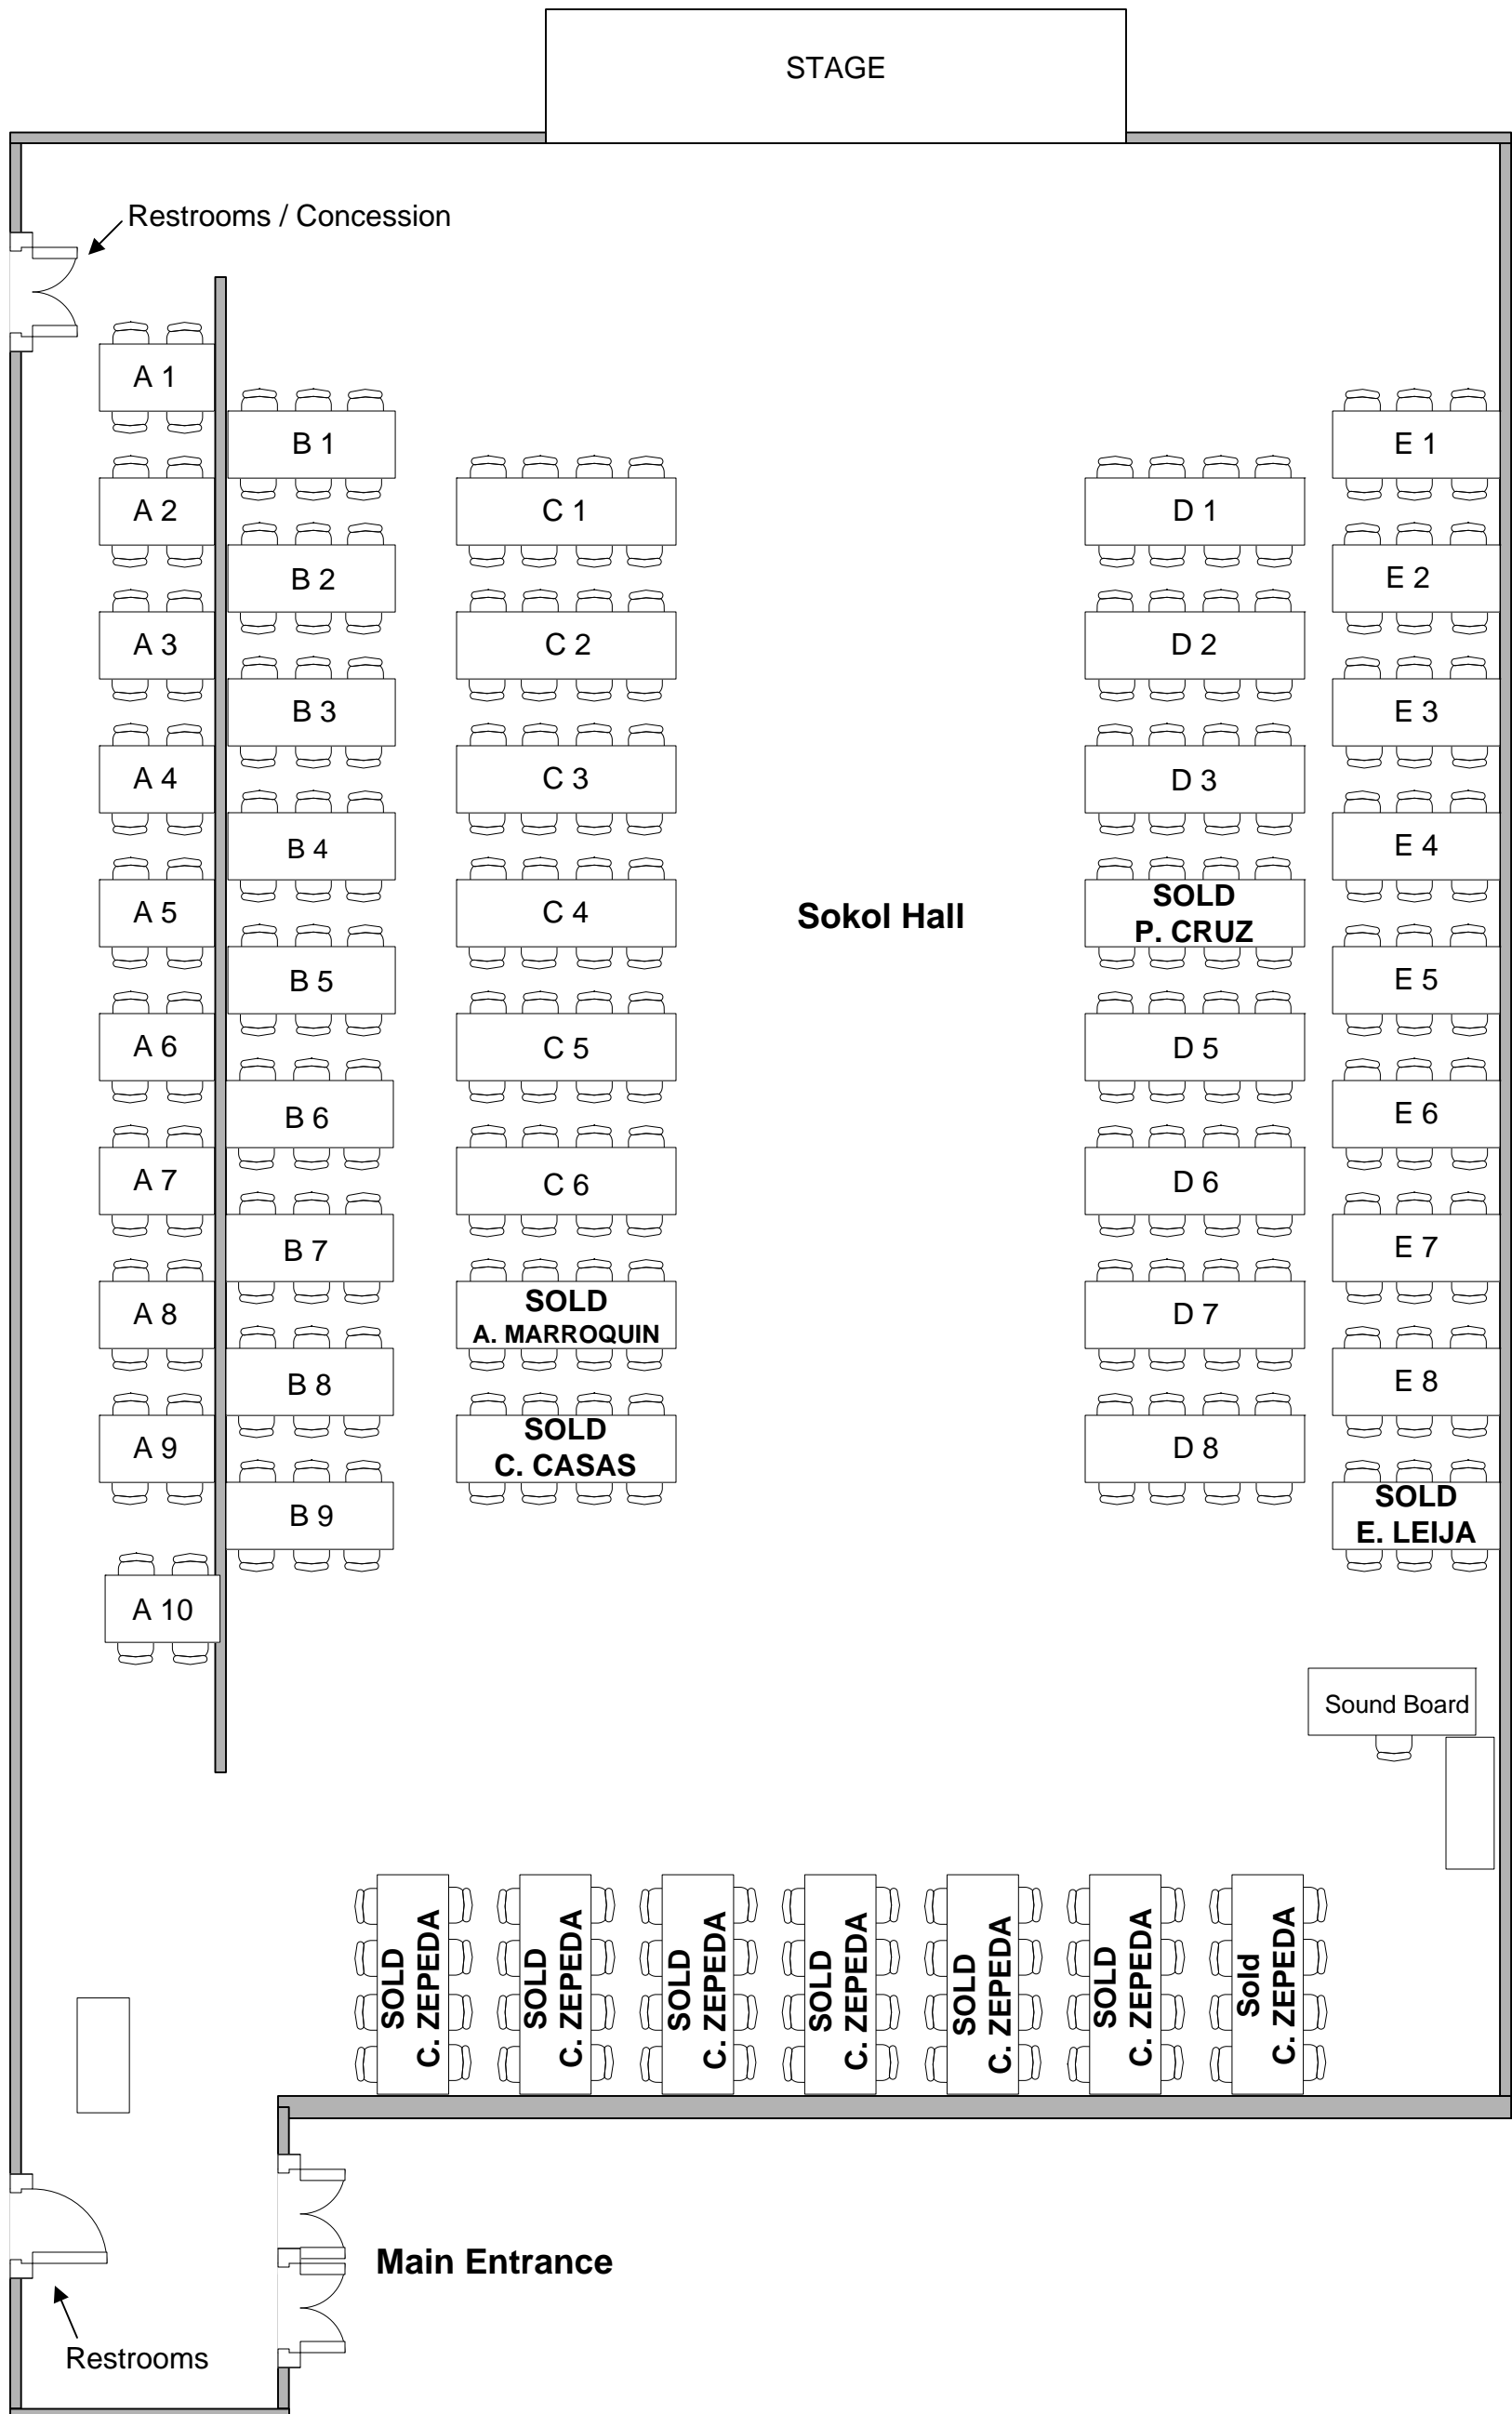 STAGE
Restrooms / Concession
A 1
A 2
A 3
A 4
A 5
A 6
A 7
A 8
A 9
A 10
B 1
B 2
B 3
B 4
B 5
B 6
B 7
B 8
B 9
C 1
C 2
C 3
C 4
C 5
C 6
SOLD
A. MARROQUIN
SOLD
C. CASAS
Sokol Hall
D 1
D 2
D 3
SOLD
P. CRUZ
D 5
D 6
D 7
D 8
E 1
E 2
E 3
E 4
E 5
E 6
E 7
E 8
SOLD
E. LEIJA
Sound Board
SOLD
C. ZEPEDA
SOLD
C. ZEPEDA
SOLD
C. ZEPEDA
SOLD
C. ZEPEDA
SOLD
C. ZEPEDA
SOLD
C. ZEPEDA
Sold
C. ZEPEDA
Main Entrance
Restrooms